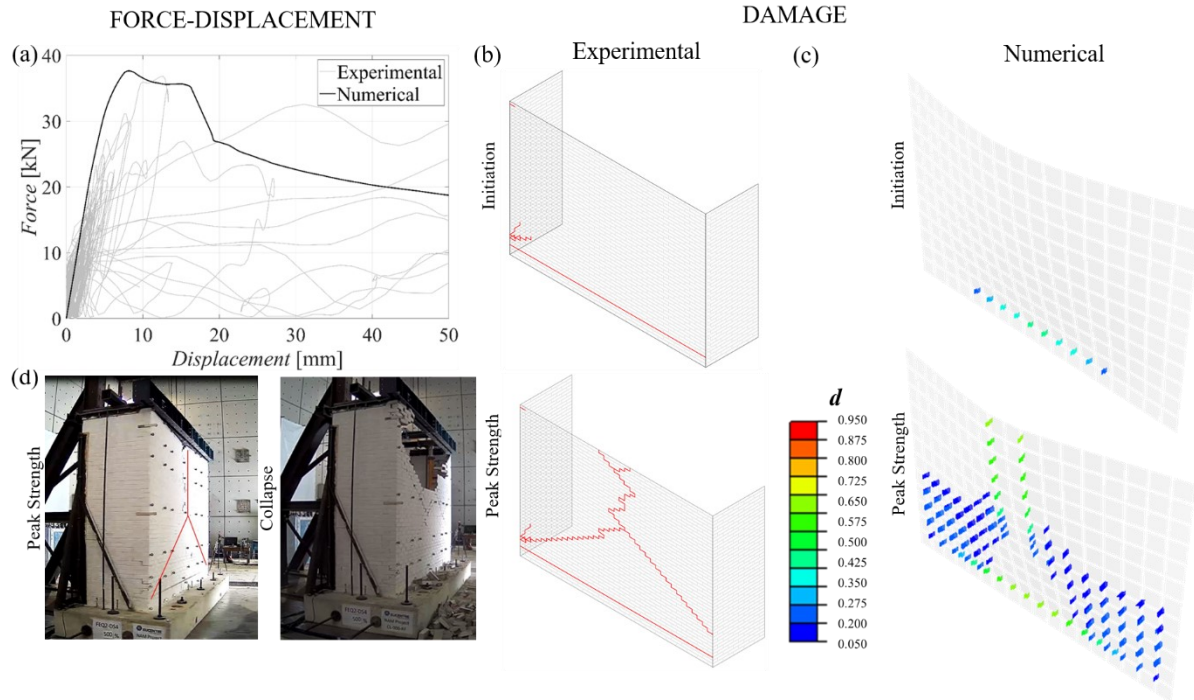 FORCE-DISPLACEMENT
DAMAGE
(a)
40
30
20
10
0
Force [kN]
Experimental
Numerical
0 10 20 30 40 50
Displacement [mm]
(b)
Experimental
Initiation
Peak Strength
(c)
Numerical
Initiation
Peak Strength
d
0.950
0.875
0.800
0.725
0.650
0.575
0.500
0.425
0.350
0.275
0.200
0.050
(d)
Peak Strength
Collapse